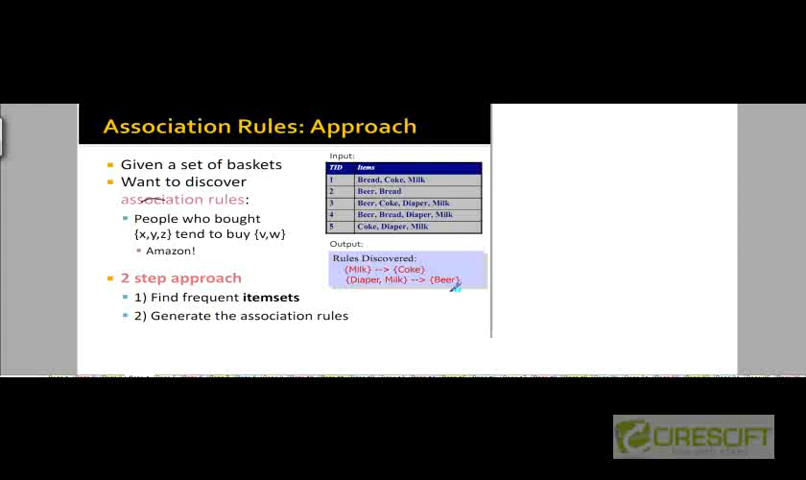 Association Rules: Approach
Given a set of baskets
Want to discover
association rules:
People who bought
{x,y,z} tend to buy {v,w}
Amazon!
2 step approach
1) Find frequent itemsets
2) Generate the association rules
Input:
TID Items
1 Bread, Coke, Milk
2 Beer, Bread
3 Beer, Coke, Diaper, Milk
4 Beer, Bread, Diaper, Milk
5 Coke, Diaper, Milk
Output:
Rules Discovered:
{Milk} --> {Coke}
{Diaper, Milk} --> {Beer}